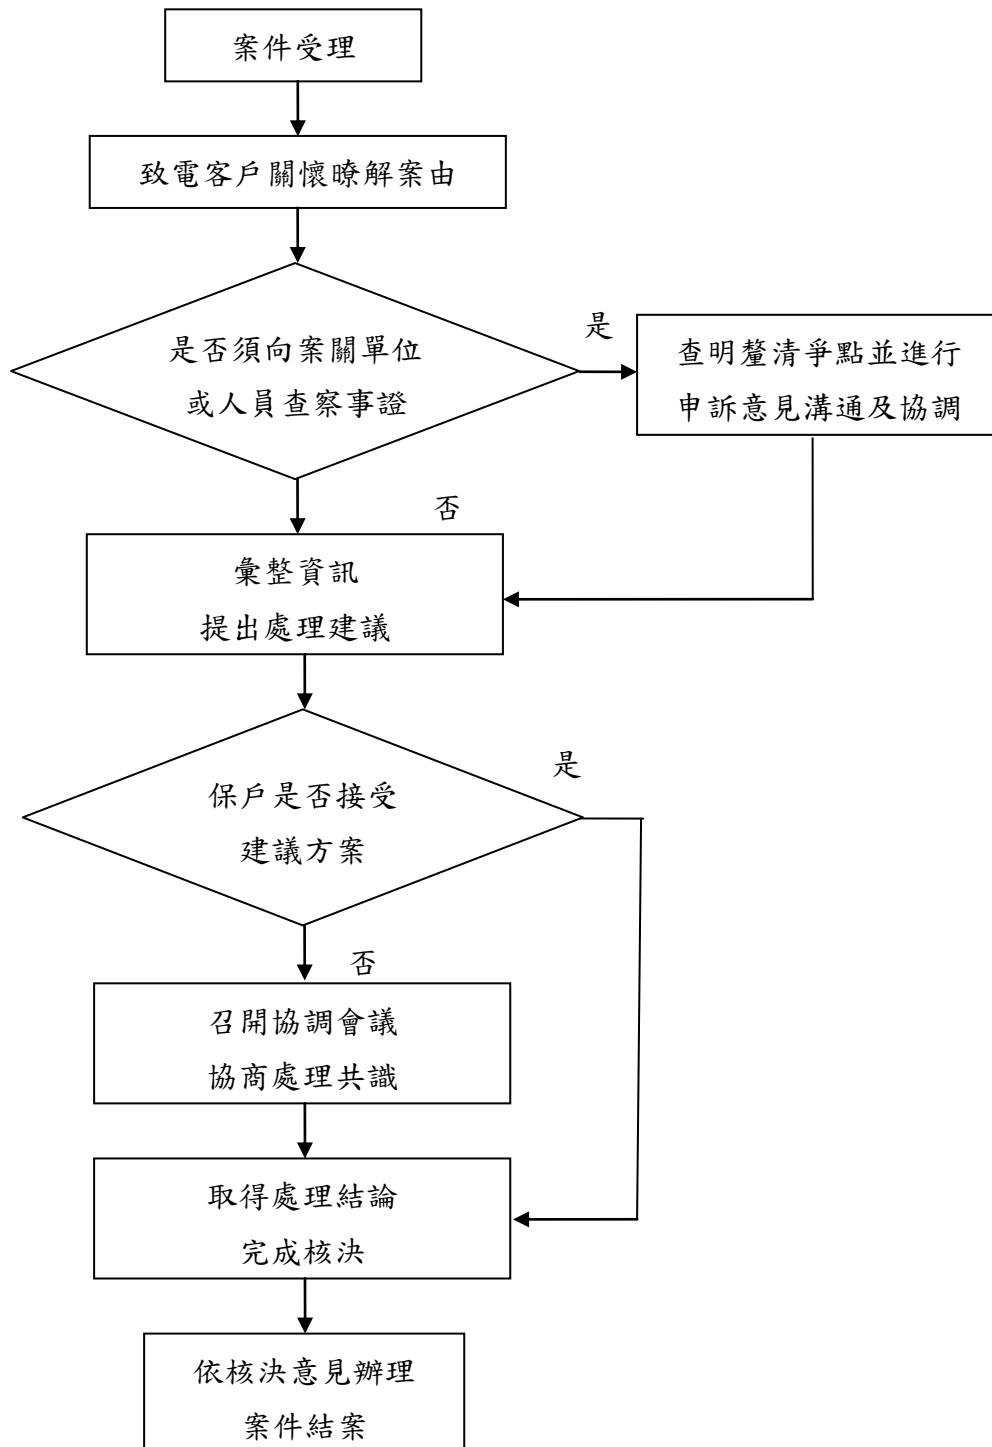 案件受理
致電客戶關懷瞭解案由
是否須向案關單位
或人員查察事證
是
查明釐清爭點並進行
申訴意見溝通及協調
否
彙整資訊
提出處理建議
保戶是否接受
建議方案
是
否
召開協調會議
協商處理共識
取得處理結論
完成核決
依核決意見辦理
案件結案